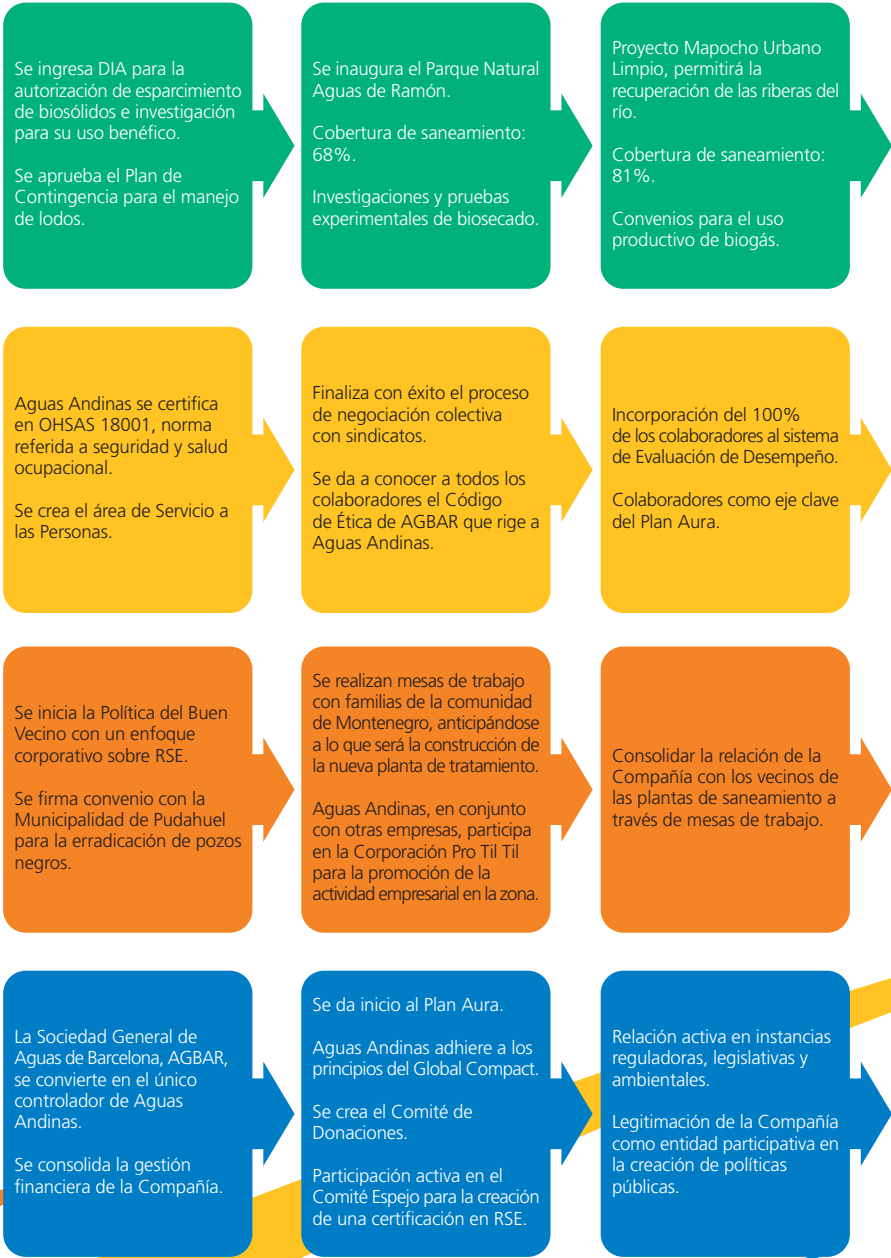 Se ingresa DIA para la
autorización de esparcimiento
de biosólidos e investigación
para su uso benéfico.
Se aprueba el Plan de
Contingencia para el manejo
de lodos.
Se inaugura el Parque Natural
Aguas de Ramón.
Cobertura de saneamiento:
68%.
Investigaciones y pruebas
experimentales de biosecado.
Proyecto Mapocho Urbano
Limpio, permitirá la
recuperación de las riberas del
río.
Cobertura de saneamiento:
81%.
Convenios para el uso
productivo de biogás.
Aguas Andinas se certifica
en OHSAS 18001, norma
referida a seguridad y salud
ocupacional.
Se crea el área de Servicio a
las Personas.
Finaliza con éxito el proceso
de negociación colectiva
con sindicatos.
Se da a conocer a todos los
colaboradores el Código
de Ética de AGBAR que rige a
Aguas Andinas.
Incorporación del 100%
de los colaboradores al sistema
de Evaluación de Desempeño.
Colaboradores como eje clave
del Plan Aura.
Se inicia la Política del Buen
Vecino con un enfoque
corporativo sobre RSE.
Se firma convenio con la
Municipalidad de Pudahuel
para la erradicación de pozos
negros.
Se realizan mesas de trabajo
con familias de la comunidad
de Montenegro, anticipándose
a lo que será la construcción de
la nueva planta de tratamiento.
Aguas Andinas, en conjunto
con otras empresas, participa
en la Corporación Pro Til Til
para la promoción de la
actividad empresarial en la zona.
Consolidar la relación de la
Compañía con los vecinos de
las plantas de saneamiento a
través de mesas de trabajo.
La Sociedad General de
Aguas de Barcelona, AGBAR,
se convierte en el único
controlador de Aguas
Andinas.
Se consolida la gestión
financiera de la Compañía.
Se da inicio al Plan Aura.
Aguas Andinas adhiere a los
principios del Global Compact.
Se crea el Comité de
Donaciones.
Participación activa en el
Comité Espejo para la creación
de una certificación en RSE.
Relación activa en instancias
reguladoras, legislativas y
ambientales.
Legitimación de la Compañía
como entidad participativa en
la creación de políticas
públicas.